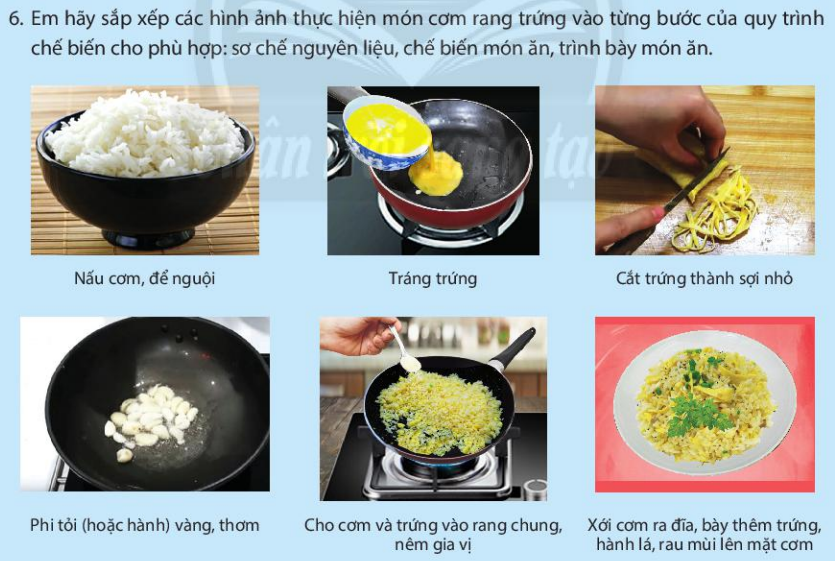 6. Em hãy sắp xếp các hình ảnh thực hiện món cơm rang trứng vào từng bước của quy trình
chế biến cho phù hợp: sơ chế nguyên liệu, chế biến món ăn, trình bày món ăn.
Nấu cơm, để nguội
Tráng trứng
Cắt trứng thành sợi nhỏ
Phi tỏi (hoặc hành) vàng, thơm
Cho cơm và trứng vào rang chung,
nêm gia vị
Xới cơm ra đĩa, bày thêm trứng,
hành lá, rau mùi lên mặt cơm